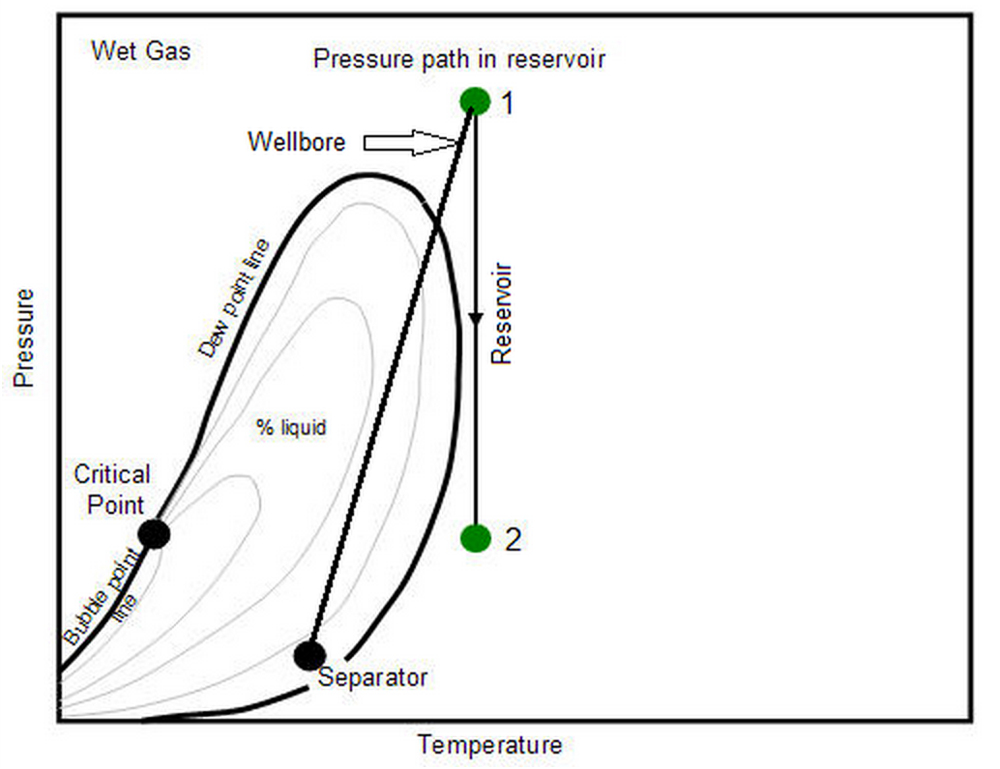 Wet Gas
Pressure path in reservoir
1
Wellbore
Dew point line
Reservoir
Pressure
% liquid
Critical
Point
2
Bubble point
line
Separator
Temperature